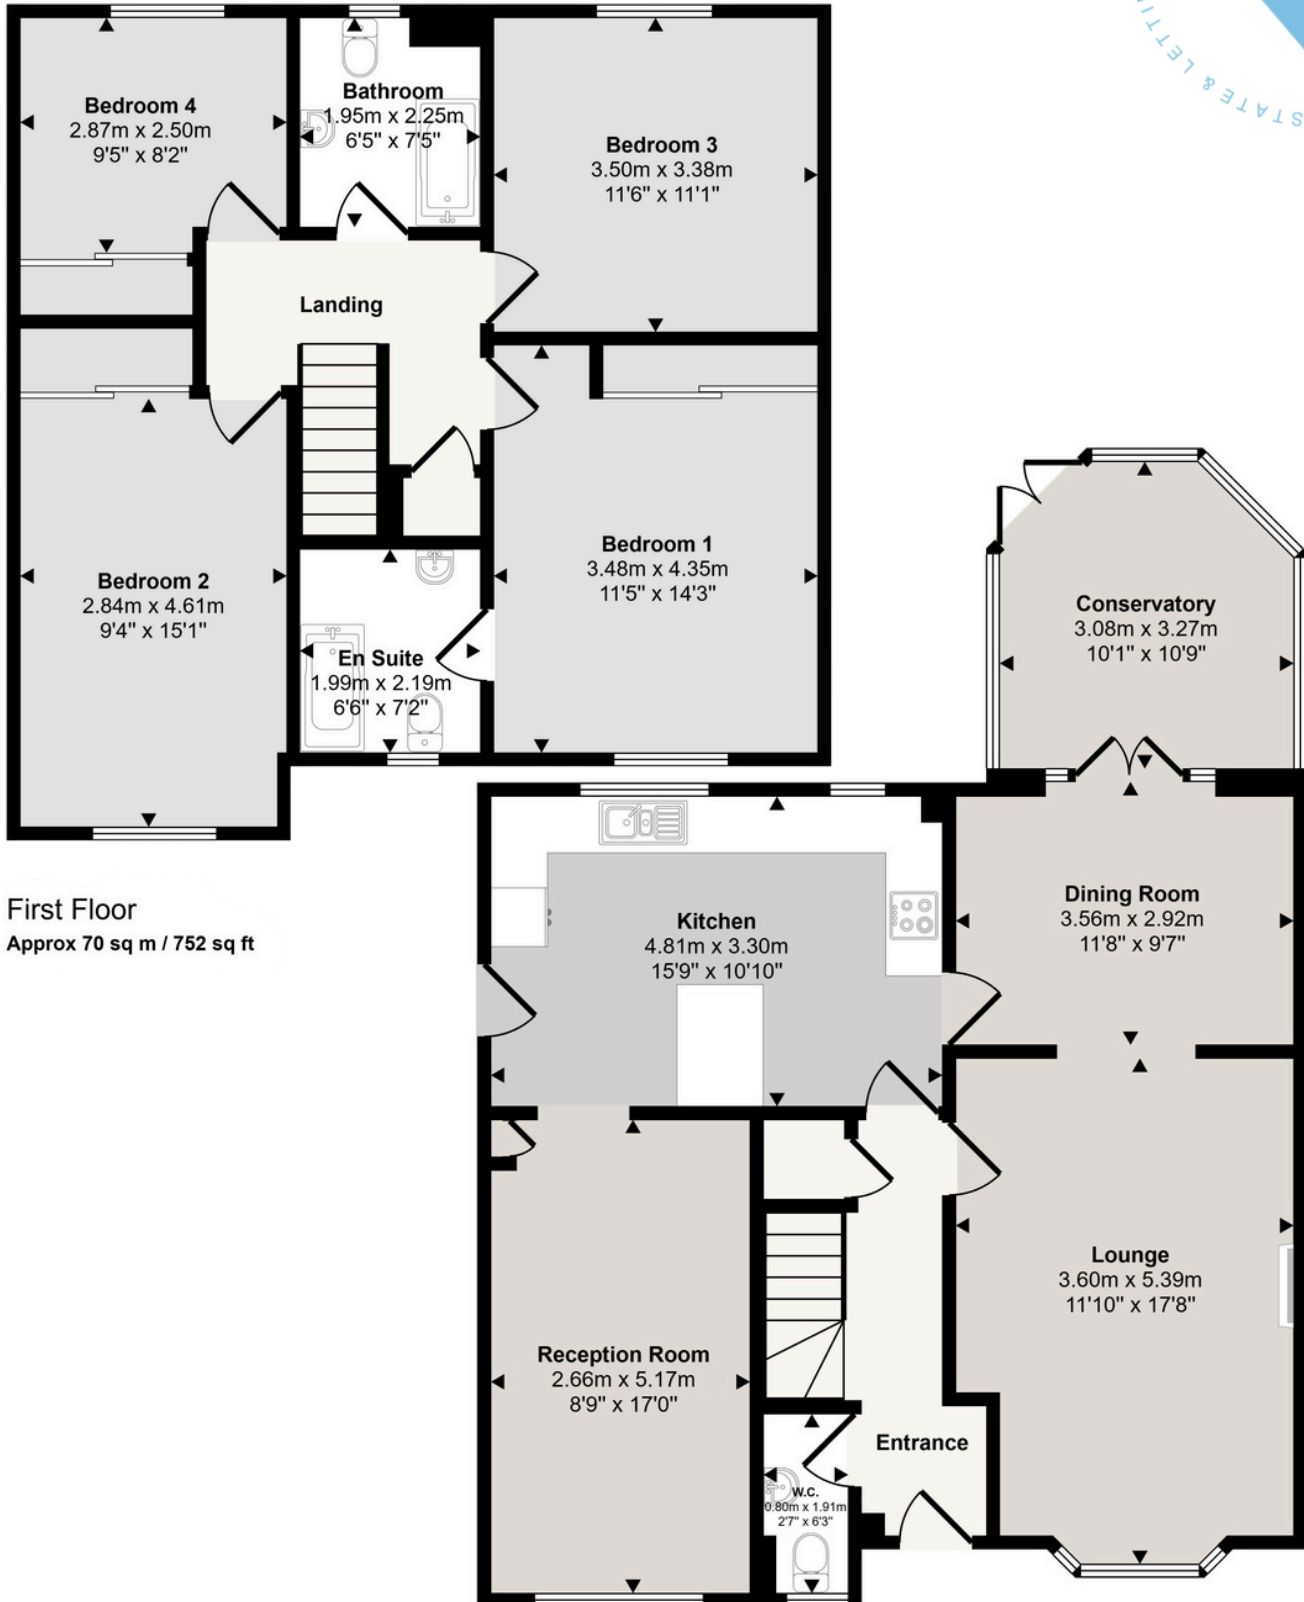 STATE & LETTI
Bedroom 4
2.87m x 2.50m
9'5" x 8'2"
Bathroom
1.95m x 2.25m
6'5" x 7'5"
Bedroom 3
3.50m x 3.38m
11'6" x 11'1"
Landing
Bedroom 2
2.84m x 4.61m
9'4" x 15'1"
En Suite
1.99m x 2.19m
6'6" x 7'2"
Bedroom 1
3.48m x 4.35m
11'5" x 14'3"
Conservatory
3.08m x 3.27m
10'1" x 10'9"
First Floor
Approx 70 sq m / 752 sq ft
Kitchen
4.81m x 3.30m
15'9" x 10'10"
Dining Room
3.56m x 2.92m
11'8" x 9'7"
Lounge
3.60m x 5.39m
11'10" x 17'8"
Reception Room
2.66m x 5.17m
8'9" x 17'0"
Entrance
W.C.
0.80m x 1.91m
2'7" x 6'3"